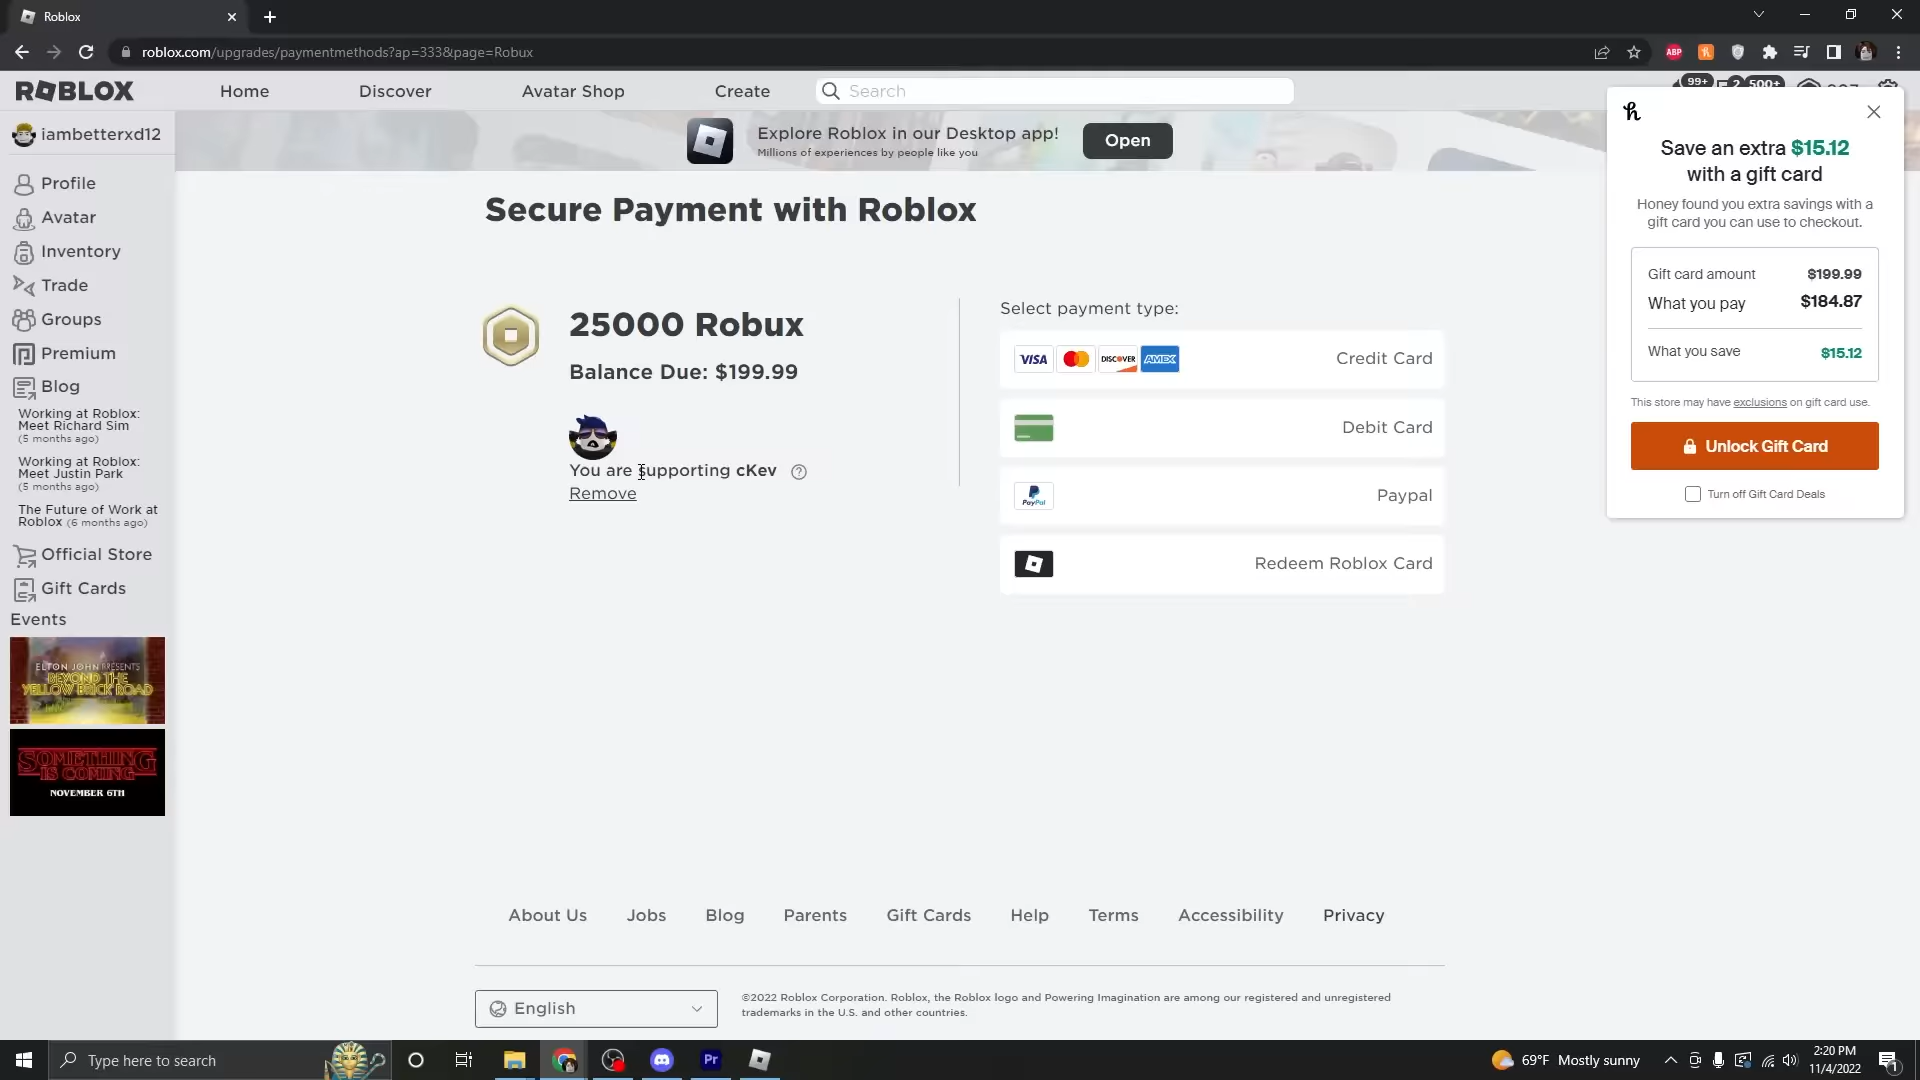 Roblox
roblox.com/upgrades/paymentmethods?ap=333&page=Robux
ABP
ROBLOX
Home
Discover
Avatar Shop
Create
Search
99+
2
500+
iambetterxd12
Explore Roblox in our Desktop app!
Millions of experiences by people like you
Open
Profile
Avatar
Inventory
Trade
Groups
Premium
Blog
Working at Roblox:
Meet Richard Sim
(5 months ago)
Working at Roblox:
Meet Justin Park
(5 months ago)
The Future of Work at
Roblox (6 months ago)
Official Store
Gift Cards
Events
ELTON JOHN PRESENTS
BEYOND THE
YELLOW BRICK ROAD
SOMETHING
IS COMING
NOVEMBER 6TH
Secure Payment with Roblox
25000 Robux
Balance Due: $199.99
You are supporting cKev ?
Remove
Select payment type:
VISA
DISCOVER
AMEX
Credit Card
Debit Card
PayPal
Paypal
Redeem Roblox Card
h
Save an extra $15.12
with a gift card
Honey found you extra savings with a
gift card you can use to checkout.
Gift card amount $199.99
What you pay $184.87
What you save $15.12
This store may have exclusions on gift card use.
Unlock Gift Card
Turn off Gift Card Deals
About Us
Jobs
Blog
Parents
Gift Cards
Help
Terms
Accessibility
Privacy
English
©2022 Roblox Corporation. Roblox, the Roblox logo and Powering Imagination are among our registered and unregistered
trademarks in the U.S. and other countries.
Type here to search
Pr
69°F Mostly sunny
2:20 PM
11/4/2022
1